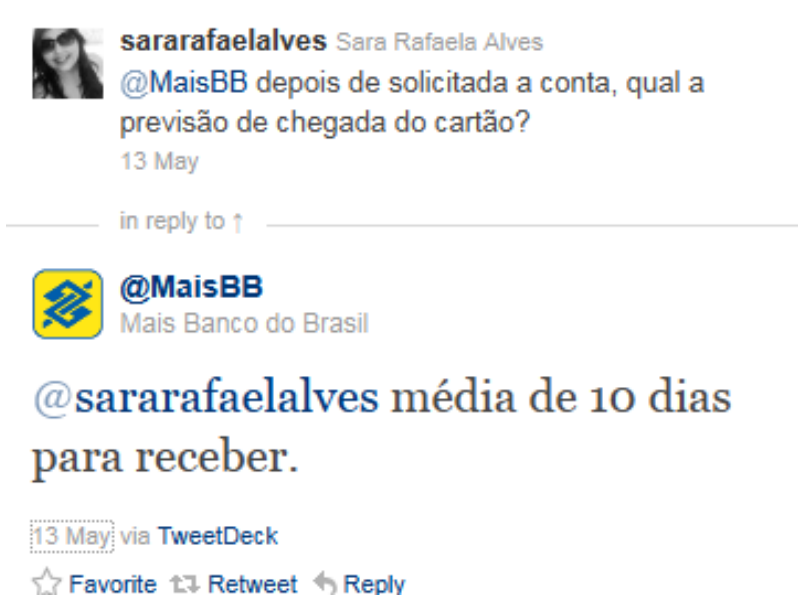 sararafaelalves Sara Rafaela Alves
@MaisBB depois de solicitada a conta, qual a
previsão de chegada do cartão?
13 May
in reply to ↑
@MaisBB
Mais Banco do Brasil
@sararafaelalves média de 10 dias
para receber.
13 May via TweetDeck
Favorite Retweet Reply